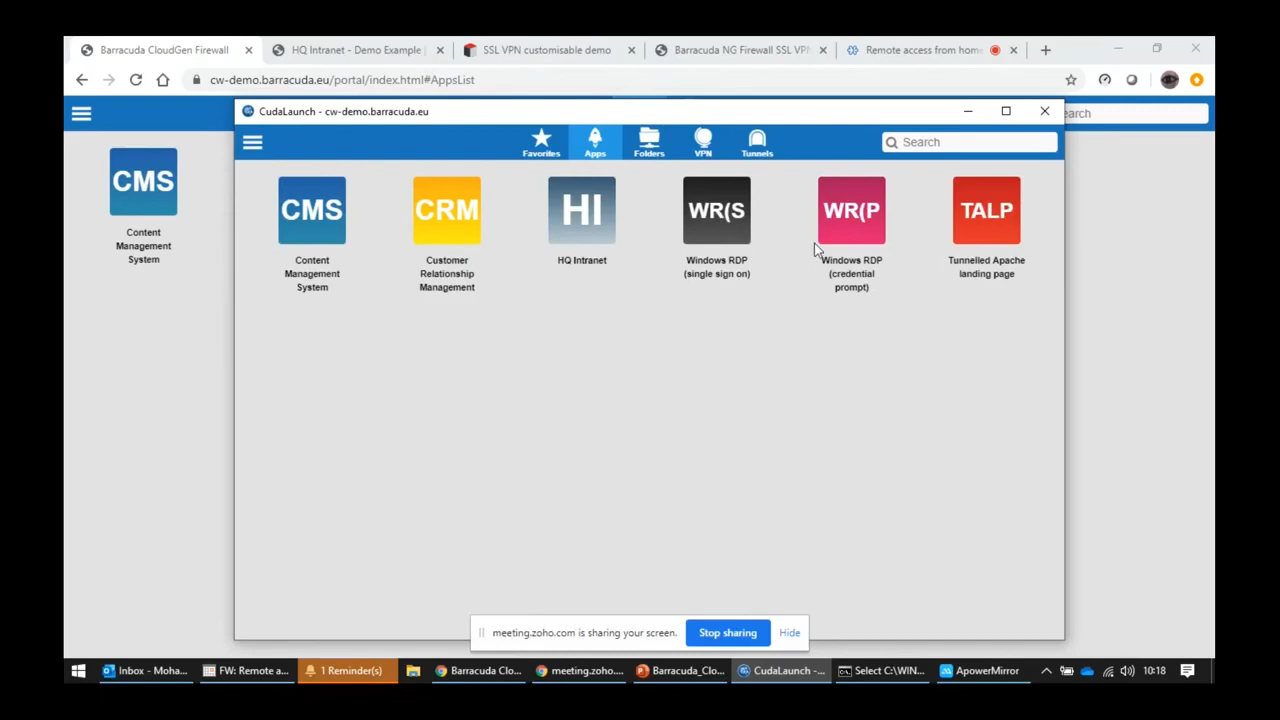 Barracuda CloudGen Firewall
HQ Intranet - Demo Example
SSL VPN customisable demo
Barracuda NG Firewall SSL VP
Remote access from hom
cw-demo.barracuda.eu/portal/index.html#AppsList
CudaLaunch - cw-demo.barracuda.eu
earch
Favorites
Apps
Folders
VPN
Tunnels
Search
CMS
Content
Management
System
CMS
Content
Management
System
CRM
Customer
Relationship
Management
HI
HQ Intranet
WR(S
Windows RDP
(single sign on)
WR(P
Windows RDP
(credential
prompt)
TALP
Tunnelled Apache
landing page
meeting.zoho.com is sharing your screen.
Stop sharing
Hide
Inbox - Moha...
FW: Remote a...
1 Reminder(s)
Barracuda Clo...
meeting.zoho....
Barracuda_Clo...
CudaLaunch -...
Select C:\WIN...
ApowerMirror
10:18